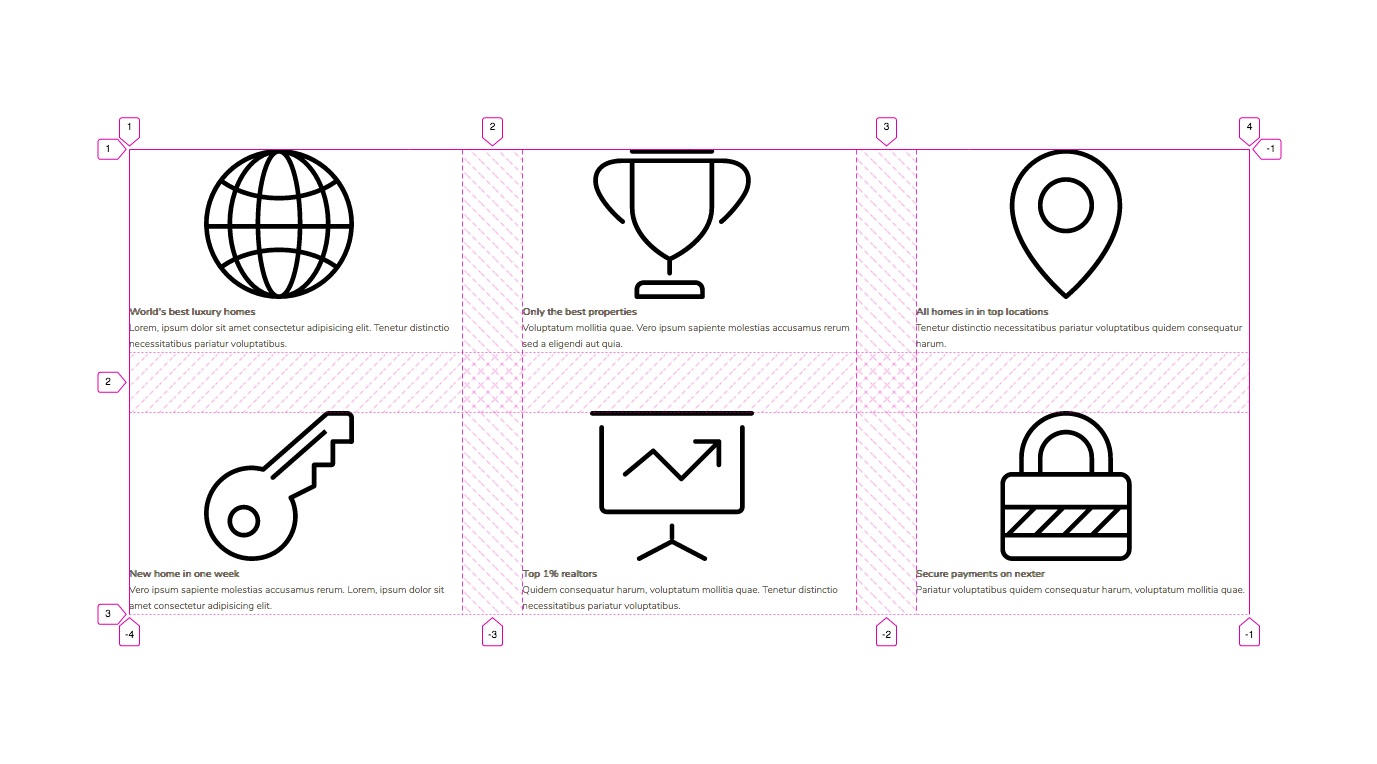 1
2
3
4
1
-1
World's best luxury homes
Lorem, ipsum dolor sit amet consectetur adipisicing elit. Tenetur distinctio
necessitatibus pariatur voluptatibus.
Only the best properties
Voluptatum mollitia quae. Vero ipsum sapiente molestias accusamus rerum
sed a eligendi aut quia.
All homes in in top locations
Tenetur distinctio necessitatibus pariatur voluptatibus quidem consequatur
harum.
2
New home in one week
Vero ipsum sapiente molestias accusamus rerum. Lorem, ipsum dolor sit
amet consectetur adipisicing elit.
Top 1% realtors
Quidem consequatur harum, voluptatum mollitia quae. Tenetur distinctio
necessitatibus pariatur voluptatibus.
Secure payments on nexter
Pariatur voluptatibus quidem consequatur harum, voluptatum mollitia quae.
3
-4
-3
-2
-1